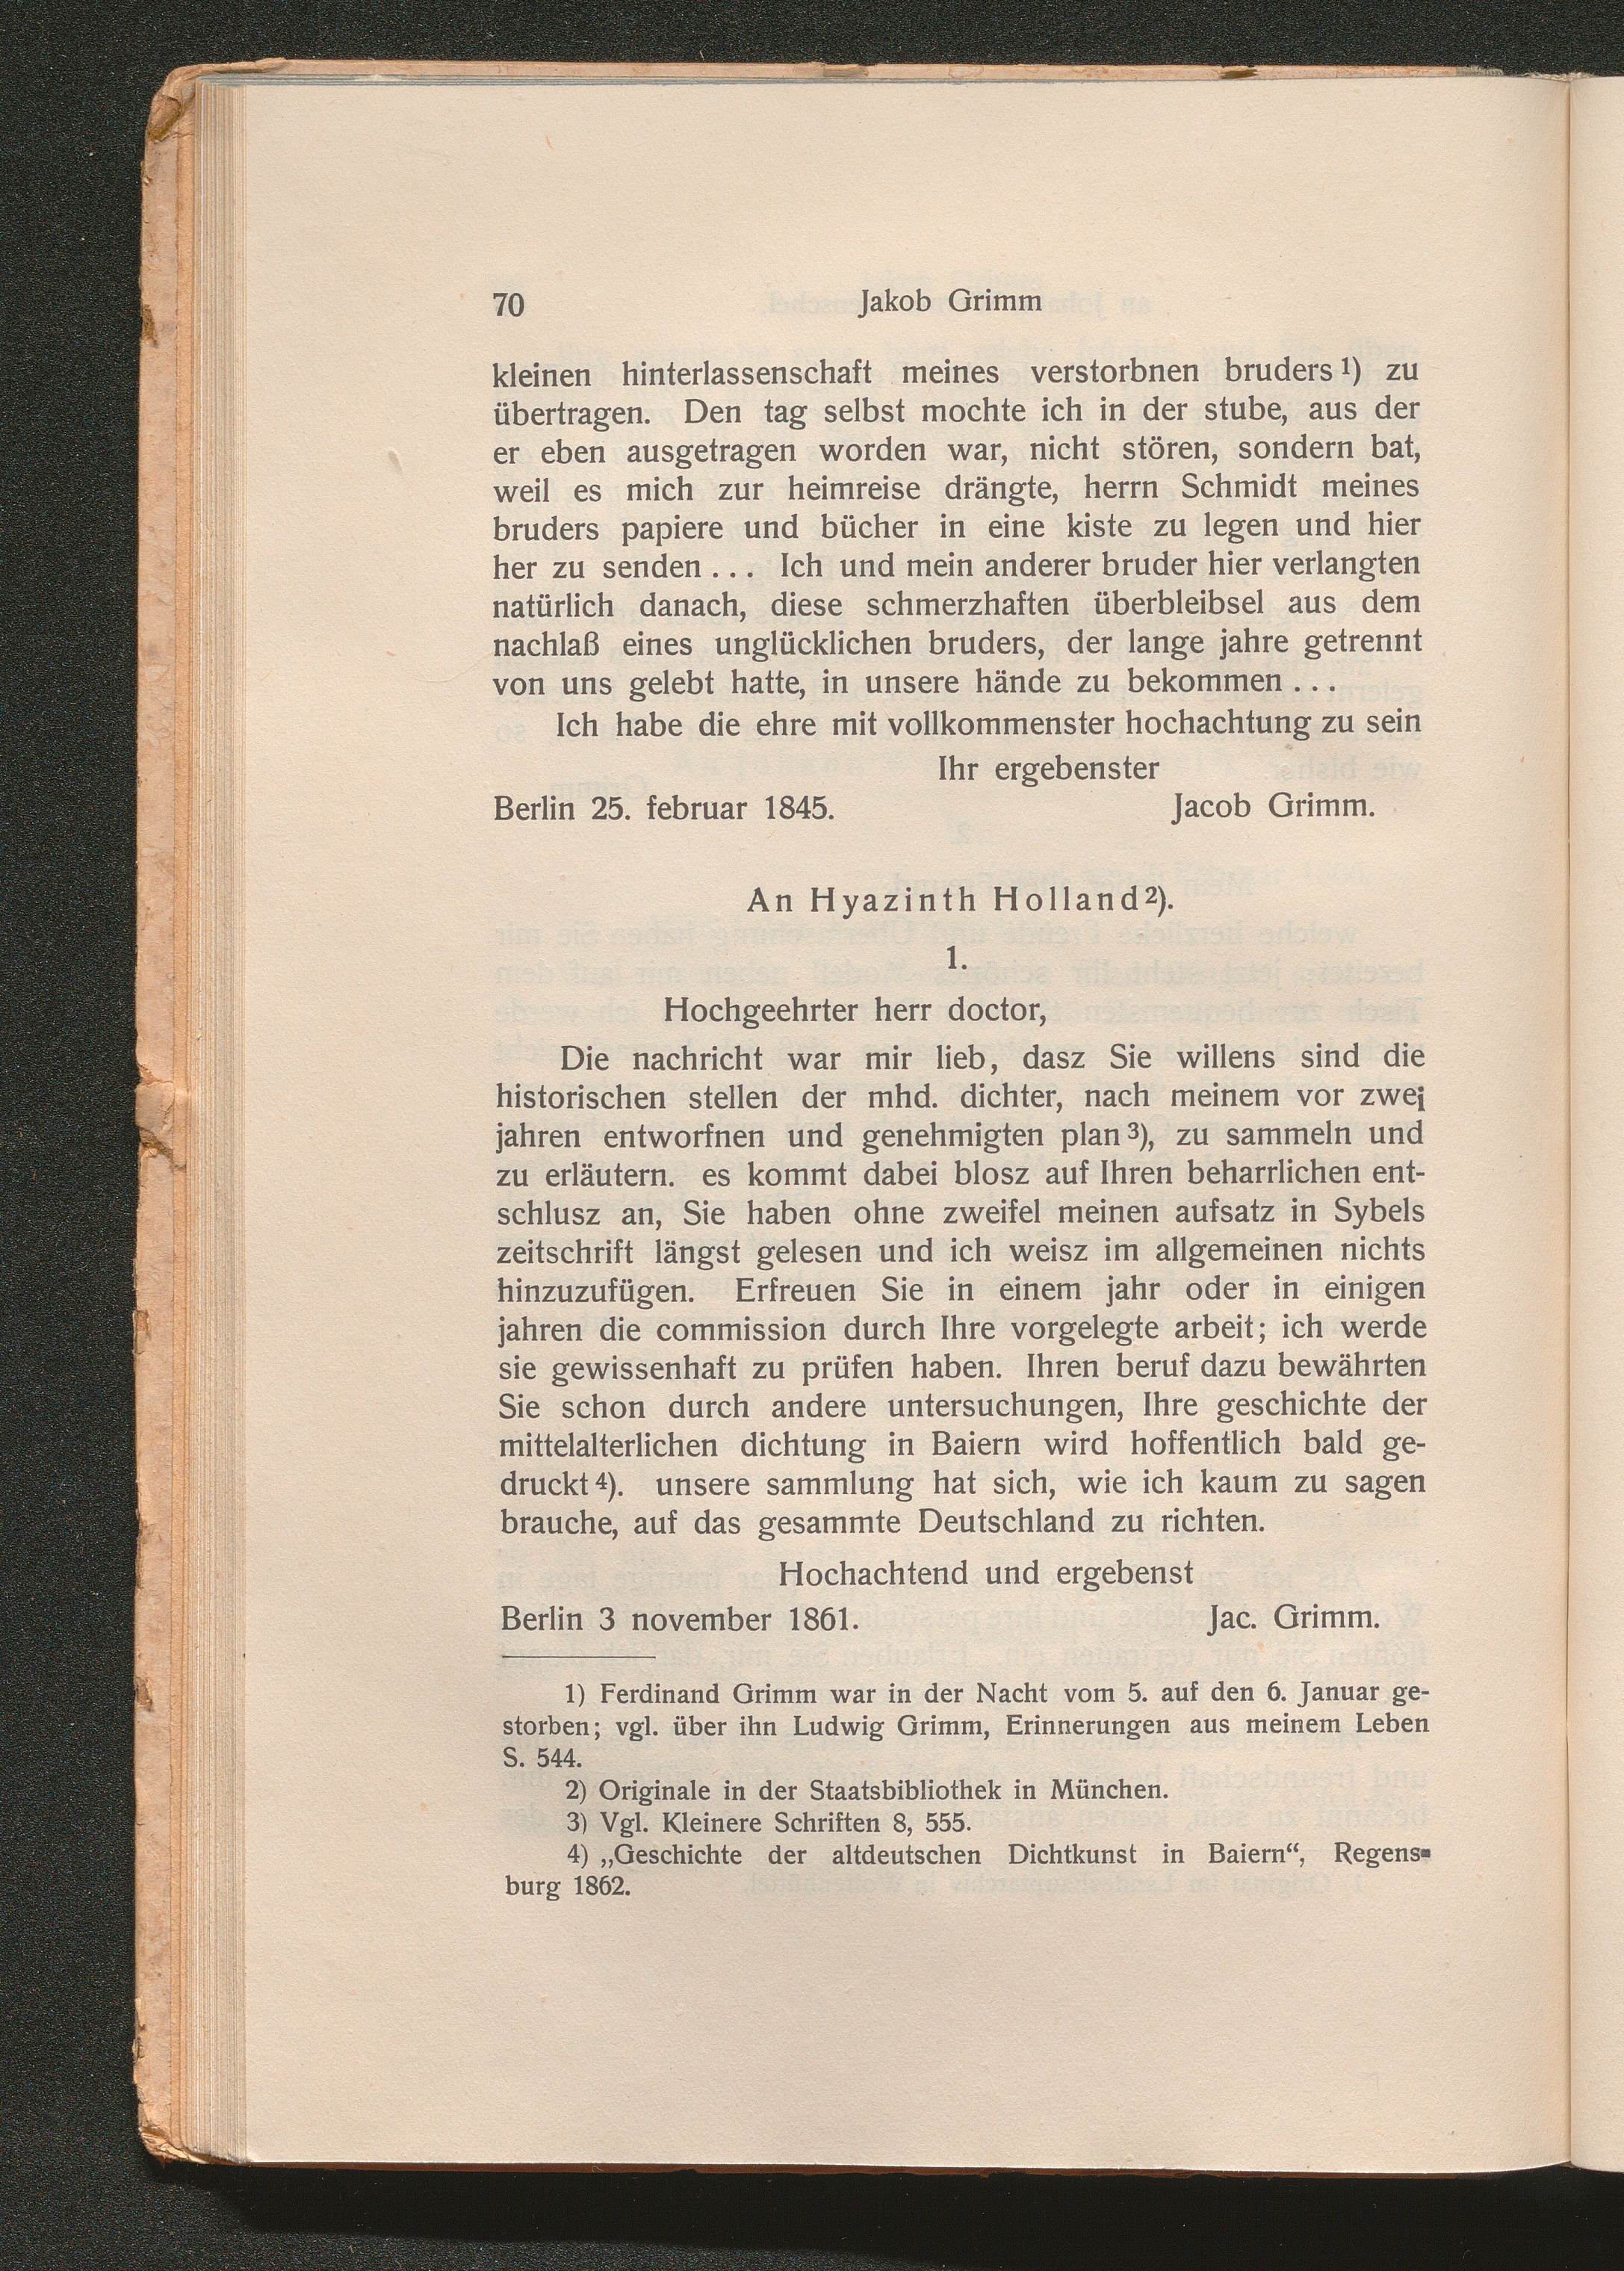 70 Jakob Grimm
kleinen hinterlassenschaft meines verstorbnen bruders 1) zu
übertragen. Den tag selbst mochte ich in der stube, aus der
er eben ausgetragen worden war, nicht stören, sondern bat,
weil es mich zur heimreise drängte, herrn Schmidt meines
bruders papiere und bücher in eine kiste zu legen und hier
her zu senden ... Ich und mein anderer bruder hier verlangten
natürlich danach, diese schmerzhaften überbleibsel aus dem
nachlaß eines unglücklichen bruders, der lange jahre getrennt
von uns gelebt hatte, in unsere hände zu bekommen ...
Ich habe die ehre mit vollkommenster hochachtung zu sein
Ihr ergebenster
Berlin 25. februar 1845. Jacob Grimm.
An Hyazinth Holland 2).
1.
Hochgeehrter herr doctor,
Die nachricht war mir lieb, dasz Sie willens sind die
historischen stellen der mhd. dichter, nach meinem vor zwei
jahren entworfnen und genehmigten plan 3), zu sammeln und
zu erläutern. es kommt dabei blosz auf Ihren beharrlichen ent-
schlusz an, Sie haben ohne zweifel meinen aufsatz in Sybels
zeitschrift längst gelesen und ich weisz im allgemeinen nichts
hinzuzufügen. Erfreuen Sie in einem jahr oder in einigen
jahren die commission durch Ihre vorgelegte arbeit; ich werde
sie gewissenhaft zu prüfen haben. Ihren beruf dazu bewährten
Sie schon durch andere untersuchungen, Ihre geschichte der
mittelalterlichen dichtung in Baiern wird hoffentlich bald ge-
druckt 4). unsere sammlung hat sich, wie ich kaum zu sagen
brauche, auf das gesammte Deutschland zu richten.
Hochachtend und ergebenst
Berlin 3 november 1861. Jac. Grimm.
1) Ferdinand Grimm war in der Nacht vom 5. auf den 6. Januar ge-
storben; vgl. über ihn Ludwig Grimm, Erinnerungen aus meinem Leben
S. 544.
2) Originale in der Staatsbibliothek in München.
3) Vgl. Kleinere Schriften 8, 555.
4) „Geschichte der altdeutschen Dichtkunst in Baiern“, Regens-
burg 1862.